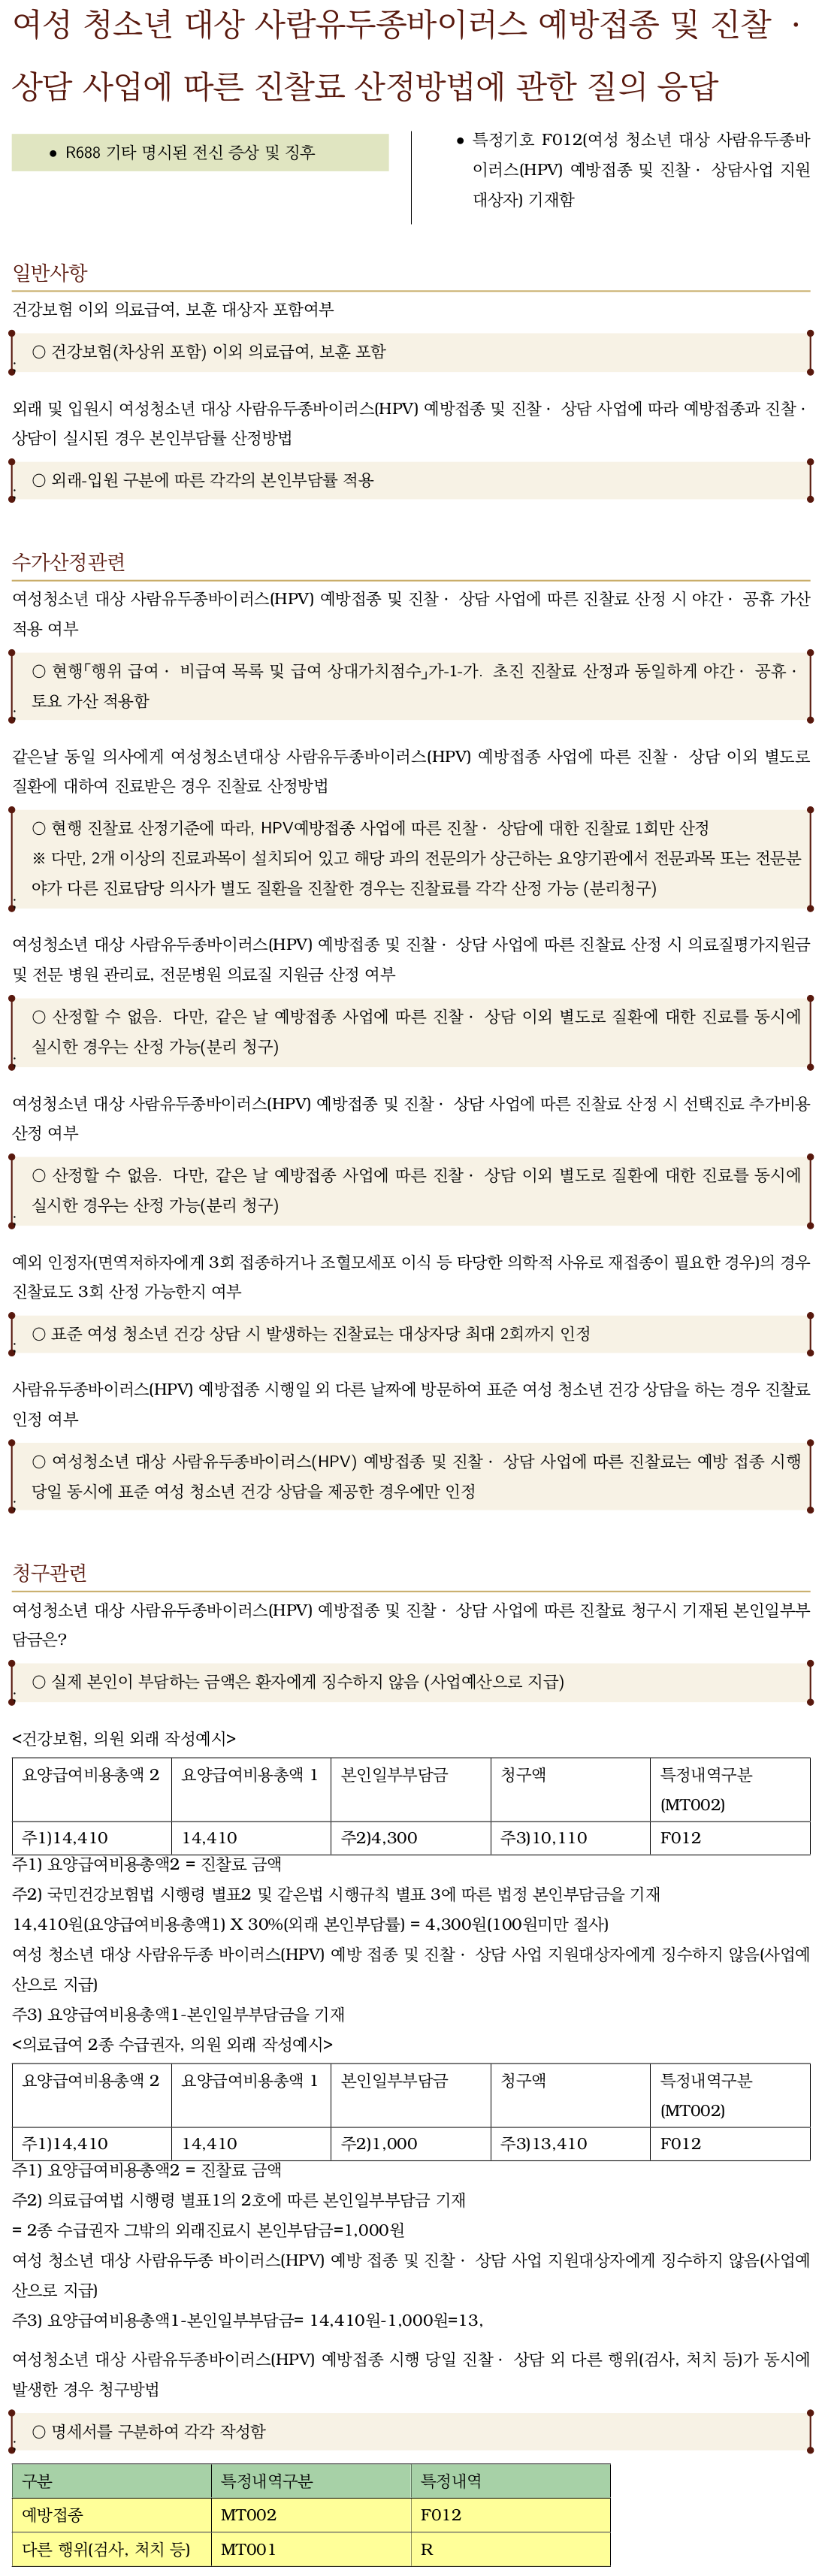 여성 청소년 대상 사람유두종바이러스 예방접종 및 진찰 ·
상담 사업에 따른 진찰료 산정방법에 관한 질의 응답
● R688 기타 명시된 전신 증상 및 징후
● 특정기호 F012(여성 청소년 대상 사람유두종바
이러스(HPV) 예방접종 및 진찰· 상담사업 지원
대상자) 기재함
일반사항
건강보험 이외 의료급여, 보훈 대상자 포함여부
○ 건강보험(차상위 포함) 이외 의료급여, 보훈 포함
외래 및 입원시 여성청소년 대상 사람유두종바이러스(HPV) 예방접종 및 진찰· 상담 사업에 따라 예방접종과 진찰·
상담이 실시된 경우 본인부담률 산정방법
○ 외래-입원 구분에 따른 각각의 본인부담률 적용
수가산정관련
여성청소년 대상 사람유두종바이러스(HPV) 예방접종 및 진찰· 상담 사업에 따른 진찰료 산정 시 야간· 공휴 가산
적용 여부
○ 현행「행위 급여· 비급여 목록 및 급여 상대가치점수」가-1-가. 초진 진찰료 산정과 동일하게 야간· 공휴·
토요 가산 적용함
같은날 동일 의사에게 여성청소년대상 사람유두종바이러스(HPV) 예방접종 사업에 따른 진찰· 상담 이외 별도로
질환에 대하여 진료받은 경우 진찰료 산정방법
○ 현행 진찰료 산정기준에 따라, HPV예방접종 사업에 따른 진찰· 상담에 대한 진찰료 1회만 산정
※ 다만, 2개 이상의 진료과목이 설치되어 있고 해당 과의 전문의가 상근하는 요양기관에서 전문과목 또는 전문분
야가 다른 진료담당 의사가 별도 질환을 진찰한 경우는 진찰료를 각각 산정 가능 (분리청구)
여성청소년 대상 사람유두종바이러스(HPV) 예방접종 및 진찰· 상담 사업에 따른 진찰료 산정 시 의료질평가지원금
및 전문 병원 관리료, 전문병원 의료질 지원금 산정 여부
○ 산정할 수 없음. 다만, 같은 날 예방접종 사업에 따른 진찰· 상담 이외 별도로 질환에 대한 진료를 동시에
실시한 경우는 산정 가능(분리 청구)
여성청소년 대상 사람유두종바이러스(HPV) 예방접종 및 진찰· 상담 사업에 따른 진찰료 산정 시 선택진료 추가비용
산정 여부
○ 산정할 수 없음. 다만, 같은 날 예방접종 사업에 따른 진찰· 상담 이외 별도로 질환에 대한 진료를 동시에
실시한 경우는 산정 가능(분리 청구)
예외 인정자(면역저하자에게 3회 접종하거나 조혈모세포 이식 등 타당한 의학적 사유로 재접종이 필요한 경우)의 경우
진찰료도 3회 산정 가능한지 여부
○ 표준 여성 청소년 건강 상담 시 발생하는 진찰료는 대상자당 최대 2회까지 인정
사람유두종바이러스(HPV) 예방접종 시행일 외 다른 날짜에 방문하여 표준 여성 청소년 건강 상담을 하는 경우 진찰료
인정 여부
○ 여성청소년 대상 사람유두종바이러스(HPV) 예방접종 및 진찰· 상담 사업에 따른 진찰료는 예방 접종 시행
당일 동시에 표준 여성 청소년 건강 상담을 제공한 경우에만 인정
청구관련
여성청소년 대상 사람유두종바이러스(HPV) 예방접종 및 진찰· 상담 사업에 따른 진찰료 청구시 기재된 본인일부부
담금은?
○ 실제 본인이 부담하는 금액은 환자에게 징수하지 않음 (사업예산으로 지급)
<건강보험, 의원 외래 작성예시>
요양급여비용총액 2 요양급여비용총액 1 본인일부부담금 청구액 특정내역구분
(MT002)
주1)14,410 14,410 주2)4,300 주3)10,110 F012
주1) 요양급여비용총액2 = 진찰료 금액
주2) 국민건강보험법 시행령 별표2 및 같은법 시행규칙 별표 3에 따른 법정 본인부담금을 기재
14,410원(요양급여비용총액1) X 30%(외래 본인부담률) = 4,300원(100원미만 절사)
여성 청소년 대상 사람유두종 바이러스(HPV) 예방 접종 및 진찰· 상담 사업 지원대상자에게 징수하지 않음(사업예
산으로 지급)
주3) 요양급여비용총액1-본인일부부담금을 기재
<의료급여 2종 수급권자, 의원 외래 작성예시>
요양급여비용총액 2 요양급여비용총액 1 본인일부부담금 청구액 특정내역구분
(MT002)
주1)14,410 14,410 주2)1,000 주3)13,410 F012
주1) 요양급여비용총액2 = 진찰료 금액
주2) 의료급여법 시행령 별표1의 2호에 따른 본인일부부담금 기재
= 2종 수급권자 그밖의 외래진료시 본인부담금=1,000원
여성 청소년 대상 사람유두종 바이러스(HPV) 예방 접종 및 진찰· 상담 사업 지원대상자에게 징수하지 않음(사업예
산으로 지급)
주3) 요양급여비용총액1-본인일부부담금= 14,410원-1,000원=13,
여성청소년 대상 사람유두종바이러스(HPV) 예방접종 시행 당일 진찰· 상담 외 다른 행위(검사, 처치 등)가 동시에
발생한 경우 청구방법
○ 명세서를 구분하여 각각 작성함
구분 특정내역구분 특정내역
예방접종 MT002 F012
다른 행위(검사, 처치 등) MT001 R